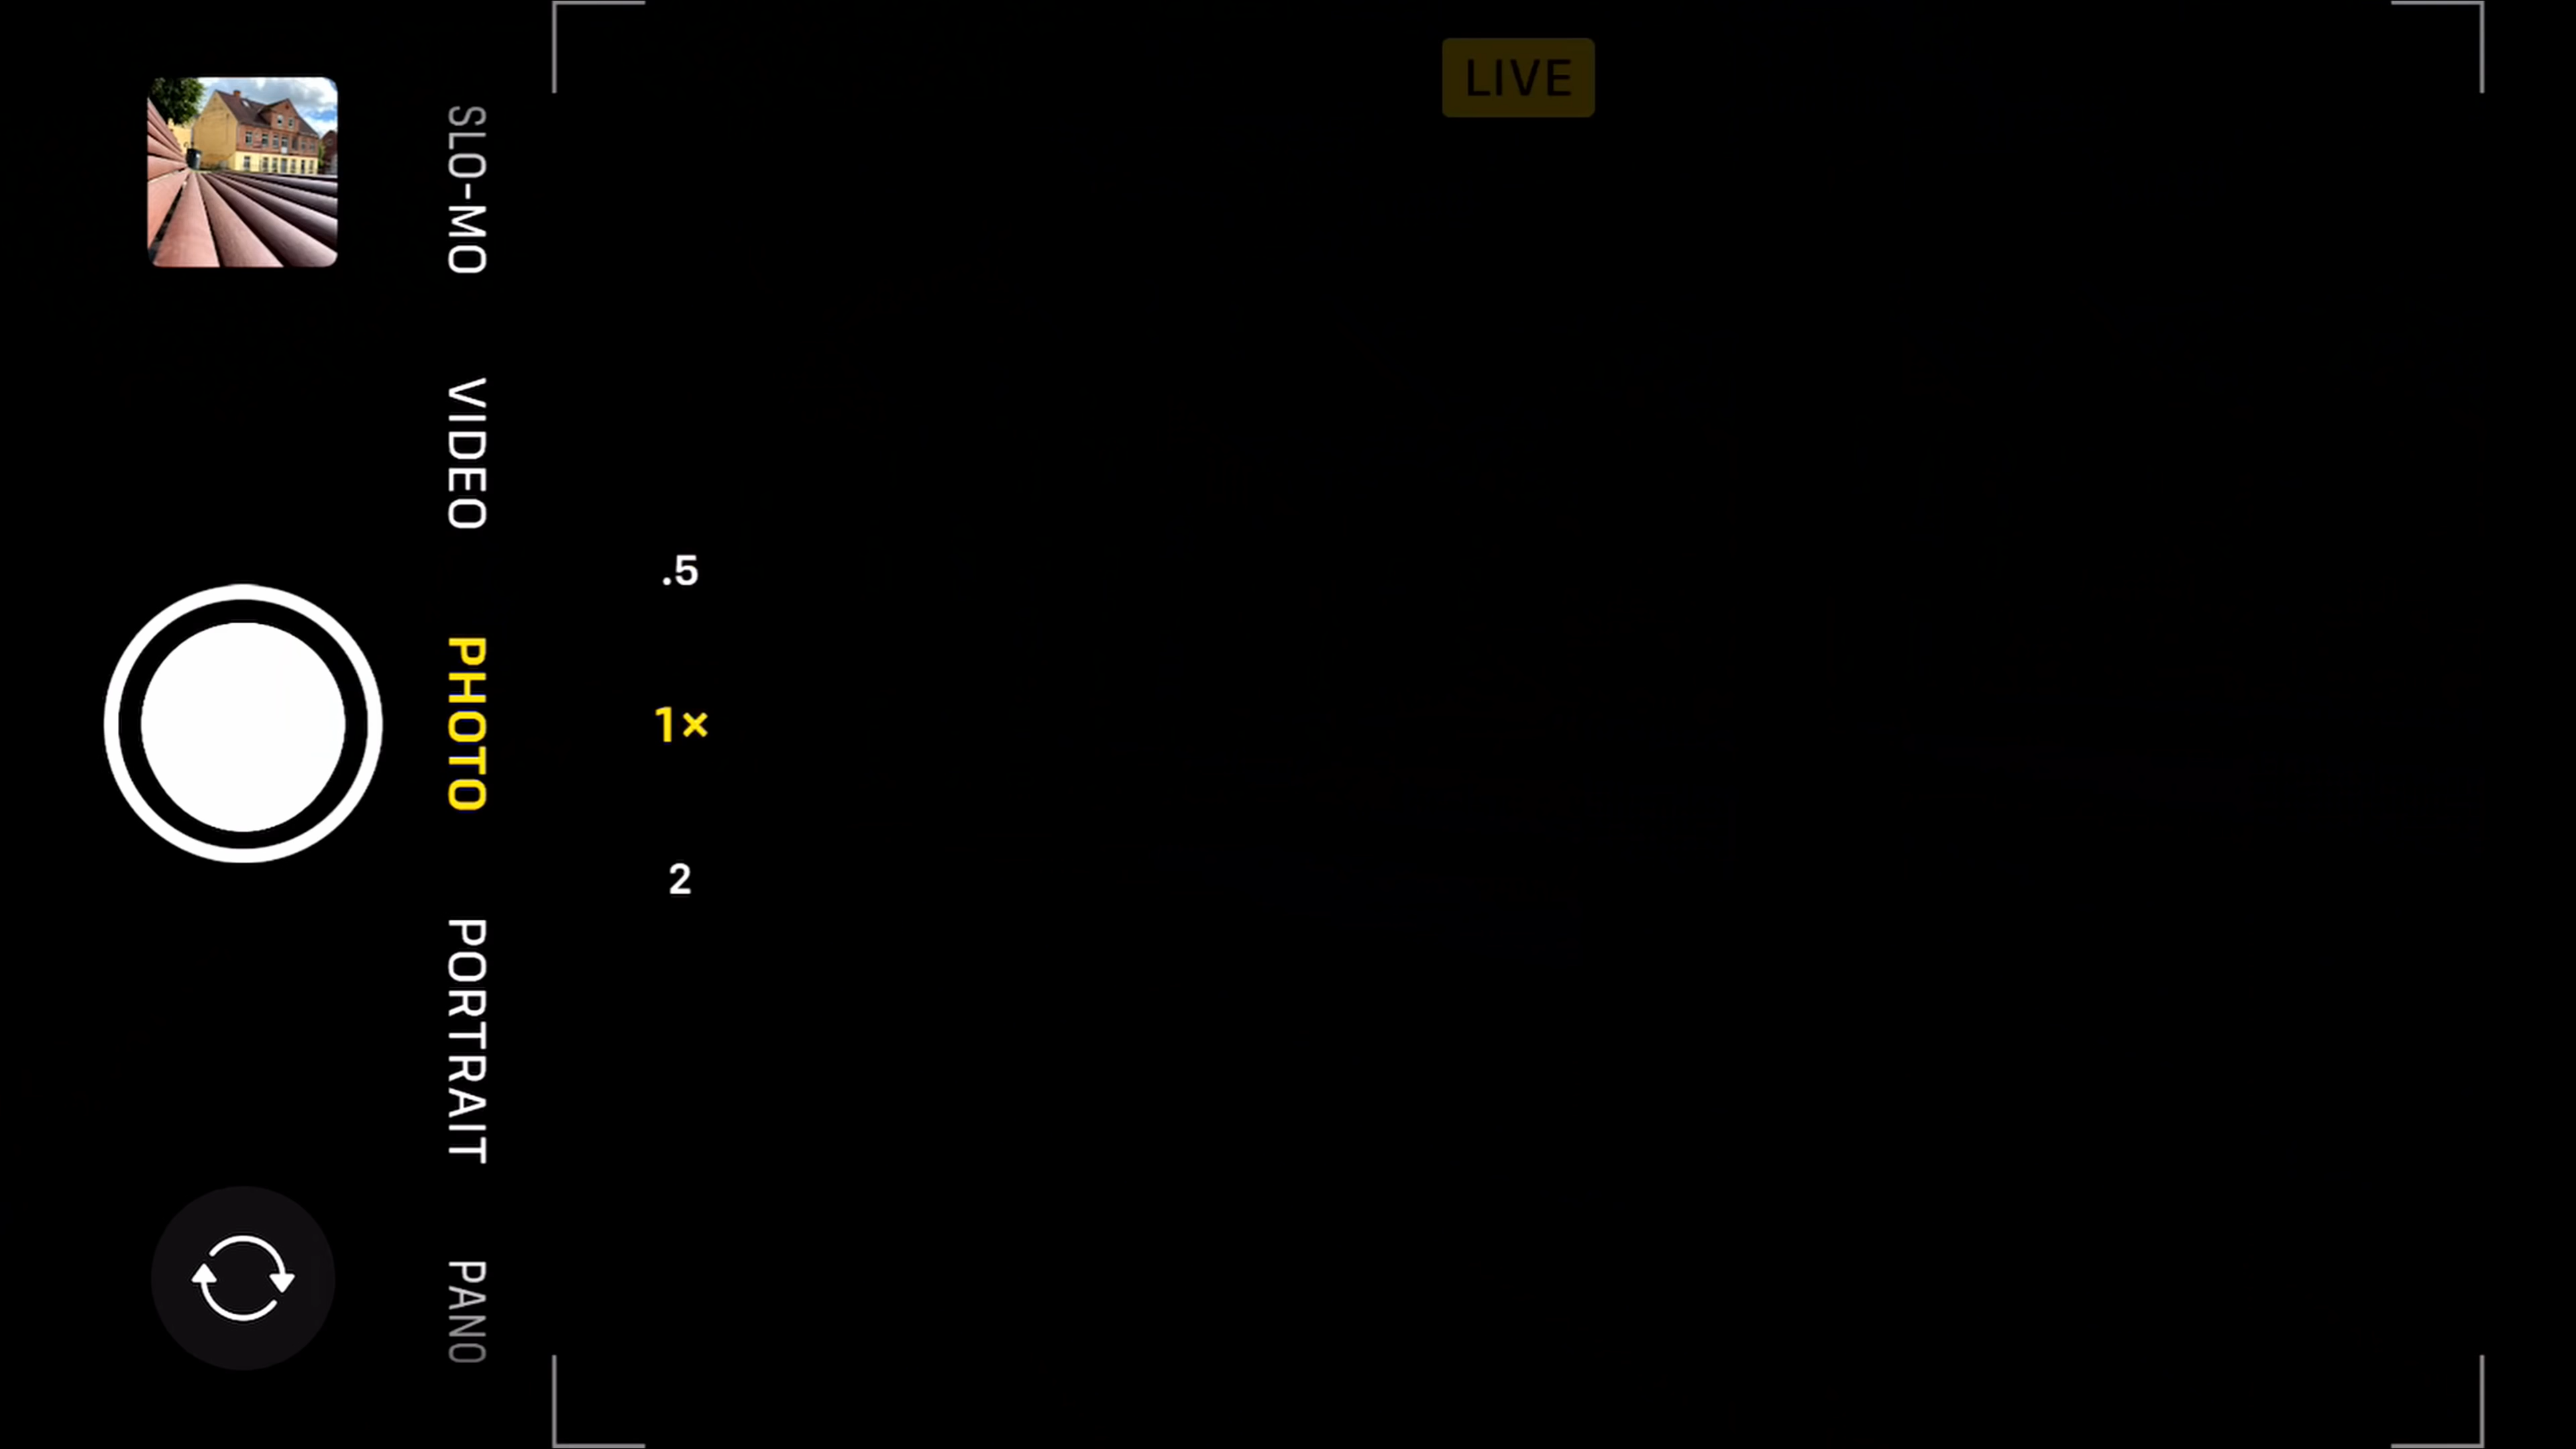 LIVE
SLO-MO
VIDEO
PHOTO
PORTRAIT
PANO
.5
1×
2